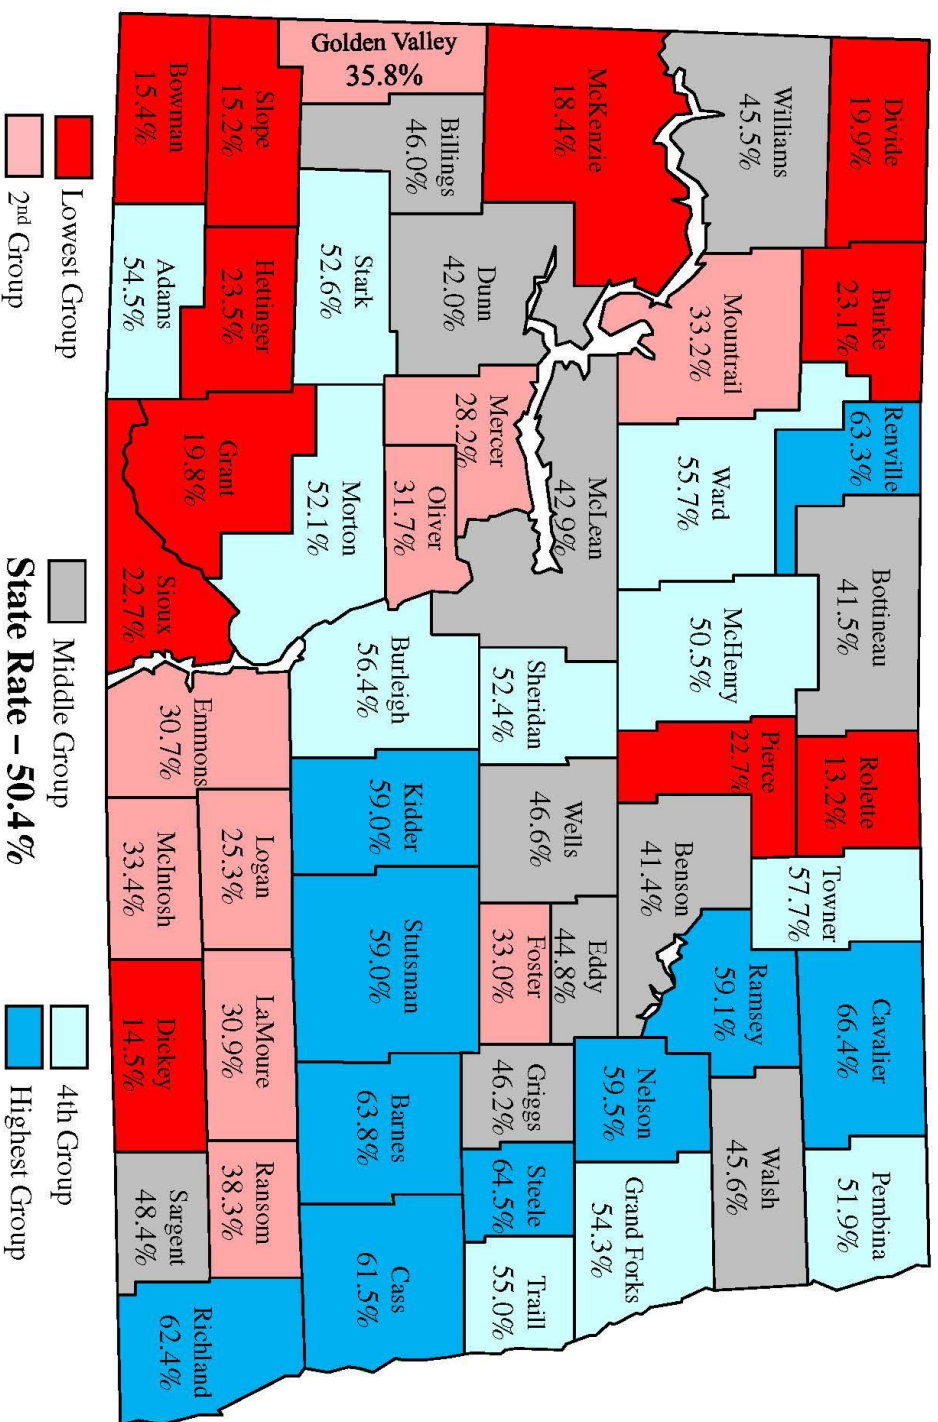 Divide
19.9%
Burke
23.1%
Renville
63.3%
Bottineau
41.5%
Rolette
13.2%
Towner
57.7%
Cavalier
66.4%
Pembina
51.9%
Williams
45.5%
Mountrail
33.2%
Ward
55.7%
McHenry
50.5%
Pierce
22.7%
Benson
41.4%
Ramsey
59.1%
Walsh
45.6%
McKenzie
18.4%
Dunn
42.0%
Mercer
28.2%
McLean
42.9%
Sheridan
52.4%
Wells
46.6%
Eddy
44.8%
Foster
33.0%
Nelson
59.5%
Grand Forks
54.3%
Griggs
46.2%
Steele
64.5%
Traill
55.0%
Golden Valley
35.8%
Billings
46.0%
Stark
52.6%
Oliver
31.7%
Morton
52.1%
Burleigh
56.4%
Kidder
59.0%
Stutsman
59.0%
Barnes
63.8%
Cass
61.5%
Slope
15.2%
Hettinger
23.5%
Grant
19.8%
Sioux
22.7%
Emmons
30.7%
Logan
25.3%
LaMoure
30.9%
Ransom
38.3%
Bowman
15.4%
Adams
54.5%
McIntosh
33.4%
Dickey
14.5%
Sargent
48.4%
Richland
62.4%
Lowest Group
2nd Group
Middle Group
4th Group
Highest Group
State Rate – 50.4%